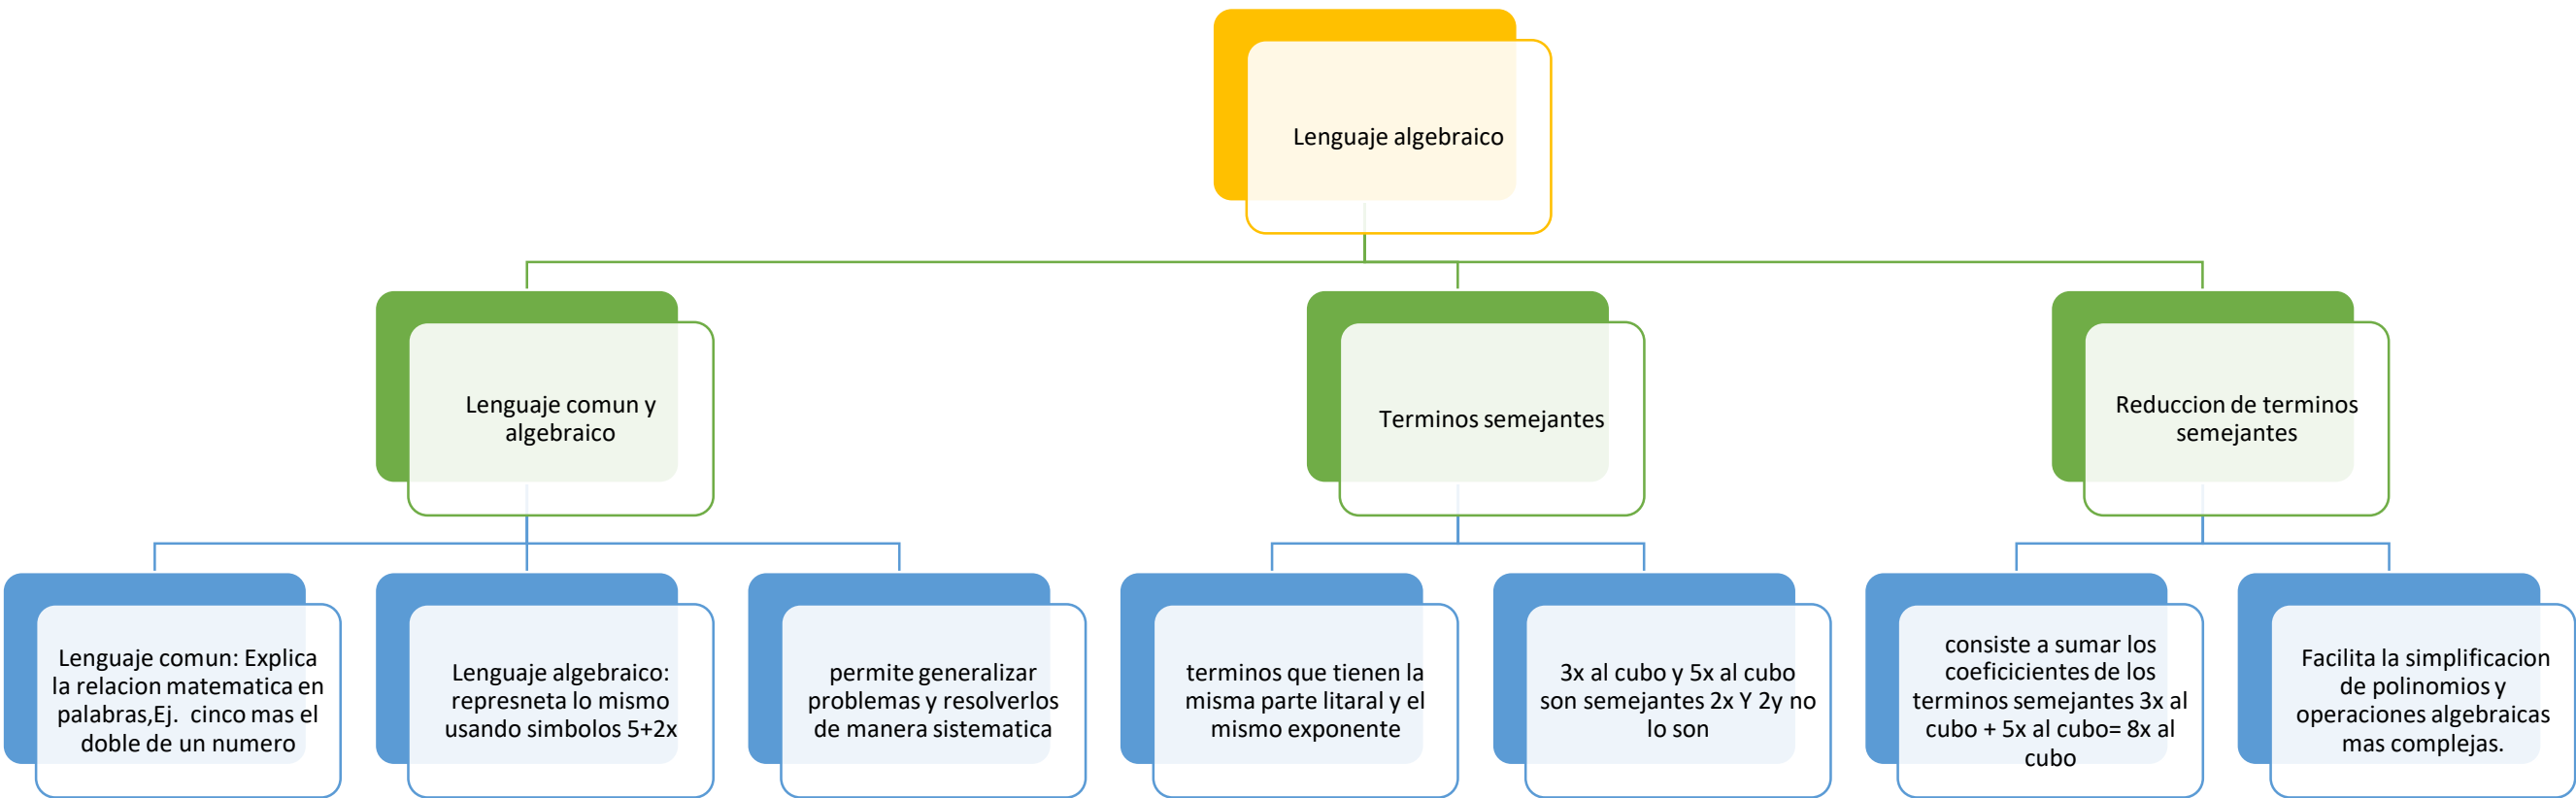 Lenguaje algebraico
Lenguaje comun y
algebraico
Terminos semejantes
Reduccion de terminos
semejantes
Lenguaje comun: Explica
la relacion matematica en
palabras,Ej. cinco mas el
doble de un numero
Lenguaje algebraico:
represneta lo mismo
usando simbolos 5+2x
permite generalizar
problemas y resolverlos
de manera sistematica
terminos que tienen la
misma parte litaral y el
mismo exponente
3x al cubo y 5x al cubo
son semejantes 2x Y 2y no
lo son
consiste a sumar los
coeficicientes de los
terminos semejantes 3x al
cubo + 5x al cubo= 8x al
cubo
Facilita la simplificacion
de polinomios y
operaciones algebraicas
mas complejas.